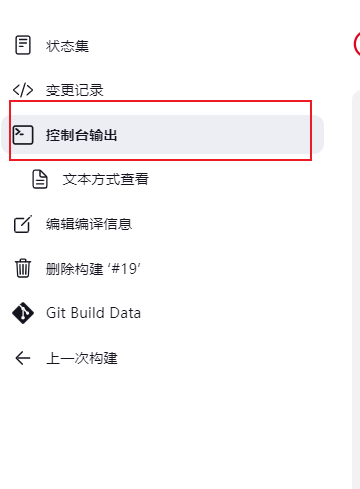 状态集
变更记录
控制台输出
文本方式查看
编辑编译信息
删除构建 ‘#19’
Git Build Data
上一次构建